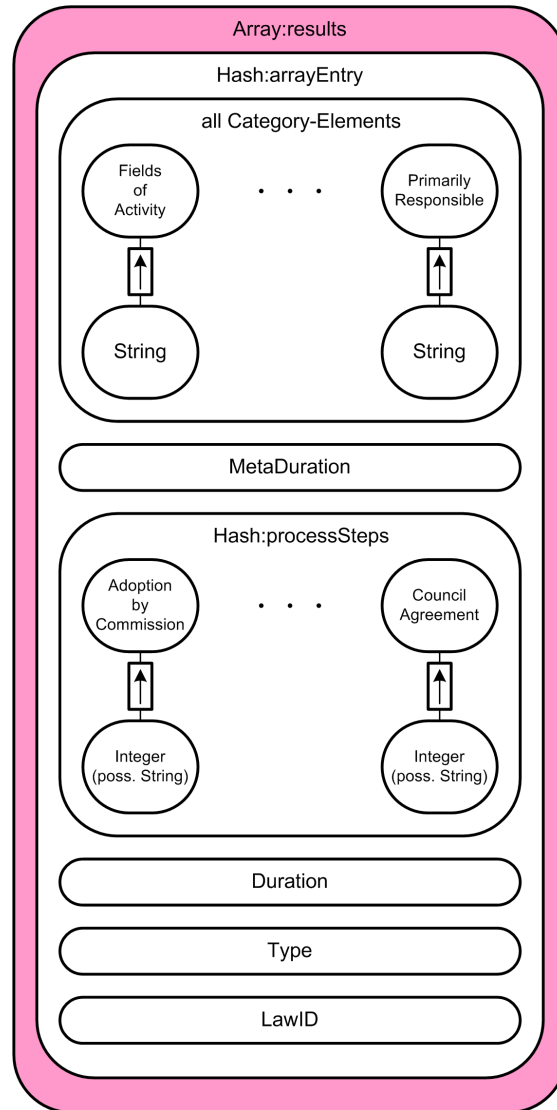 Array:results
Hash:arrayEntry
all Category-Elements
Fields
of
Activity
. . .
Primarily
Responsible
String
String
MetaDuration
Hash:processSteps
Adoption
by
Commission
. . .
Council
Agreement
Integer
(poss. String)
Integer
(poss. String)
Duration
Type
LawID